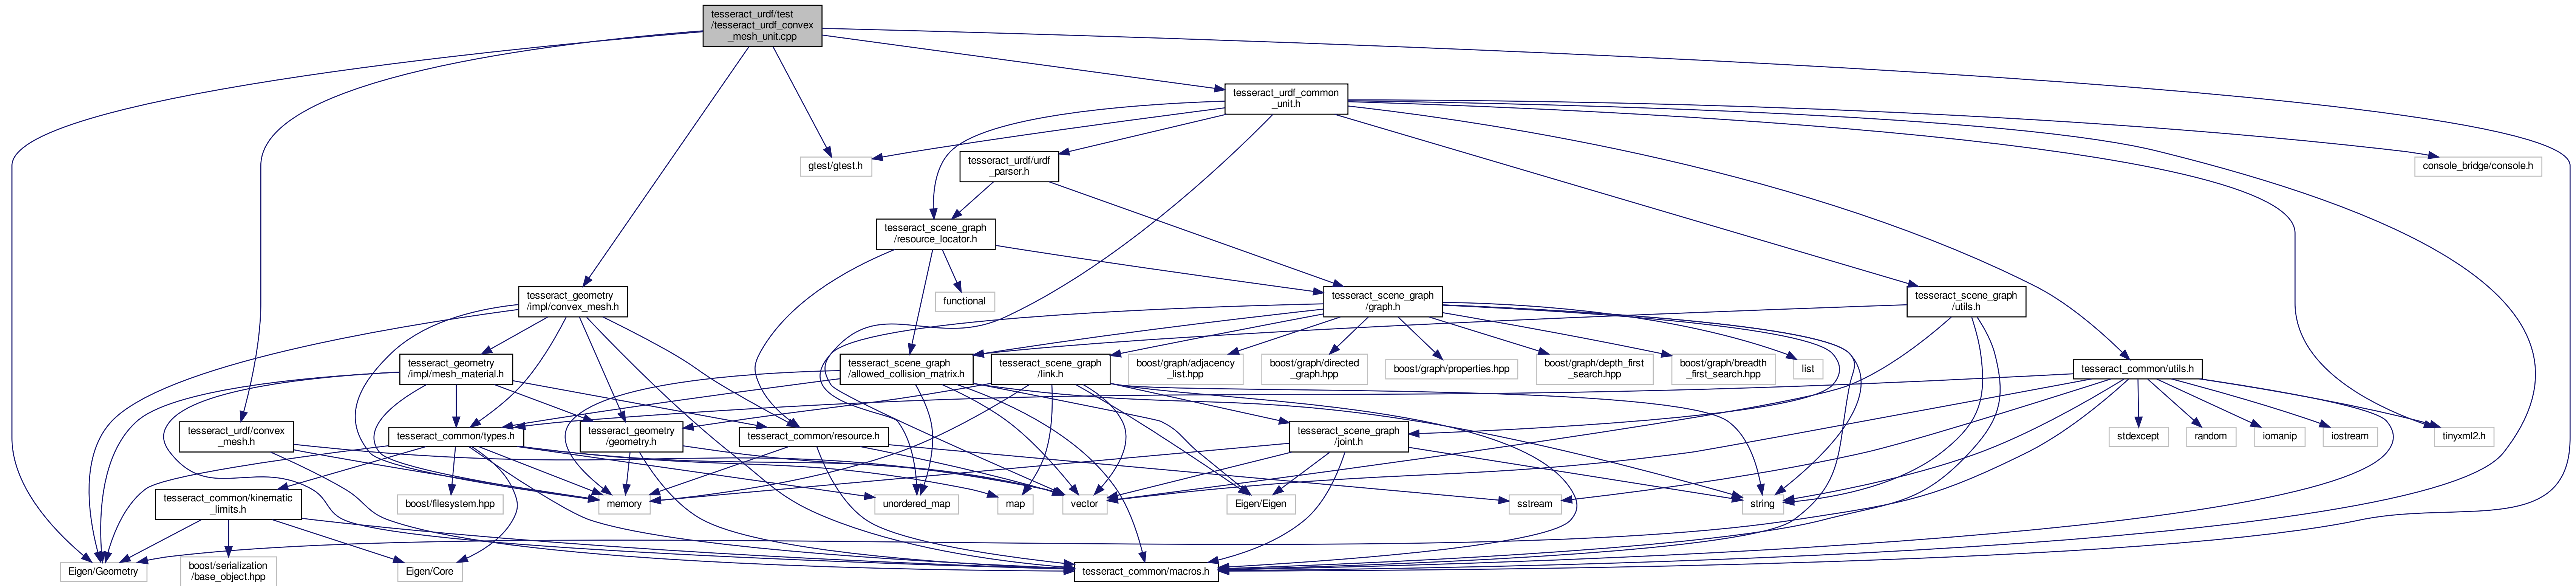 tesseract_urdf/test
/tesseract_urdf_convex
_mesh_unit.cpp
tesseract_urdf_common
_unit.h
gtest/gtest.h
tesseract_urdf/urdf
_parser.h
console_bridge/console.h
tesseract_scene_graph
/resource_locator.h
tesseract_geometry
/impl/convex_mesh.h
functional
tesseract_scene_graph
/graph.h
tesseract_scene_graph
/utils.h
tesseract_geometry
/impl/mesh_material.h
tesseract_scene_graph
/allowed_collision_matrix.h
tesseract_scene_graph
/link.h
boost/graph/adjacency
_list.hpp
boost/graph/directed
_graph.hpp
boost/graph/properties.hpp
boost/graph/depth_first
_search.hpp
boost/graph/breadth
_first_search.hpp
list
tesseract_common/utils.h
tesseract_urdf/convex
_mesh.h
tesseract_common/types.h
tesseract_geometry
/geometry.h
tesseract_common/resource.h
tesseract_scene_graph
/joint.h
stdexcept
random
iomanip
iostream
tinyxml2.h
tesseract_common/kinematic
_limits.h
boost/filesystem.hpp
memory
unordered_map
map
vector
Eigen/Eigen
sstream
string
Eigen/Geometry
boost/serialization
/base_object.hpp
Eigen/Core
tesseract_common/macros.h